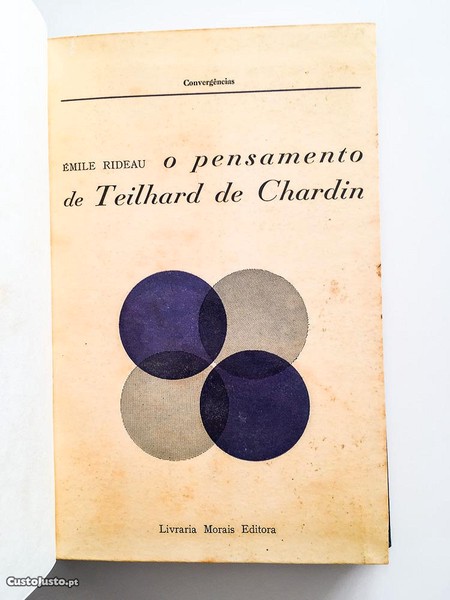 Convergências
ÉMILE RIDEAU o pensamento
de Teilhard de Chardin
Livraria Morais Editora
CustoJusto.pt